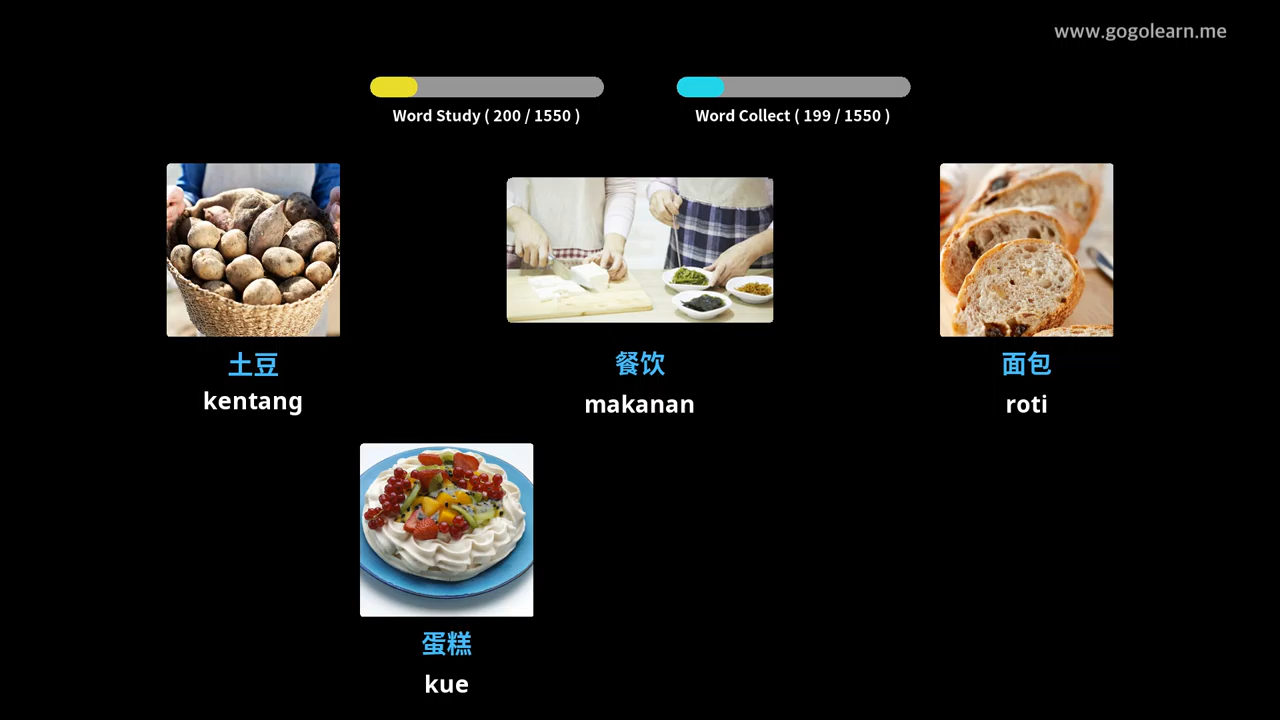 www.gogolearn.me
Word Study ( 200 / 1550 )
Word Collect ( 199 / 1550 )
土豆
kentang
餐饮
makanan
面包
roti
蛋糕
kue